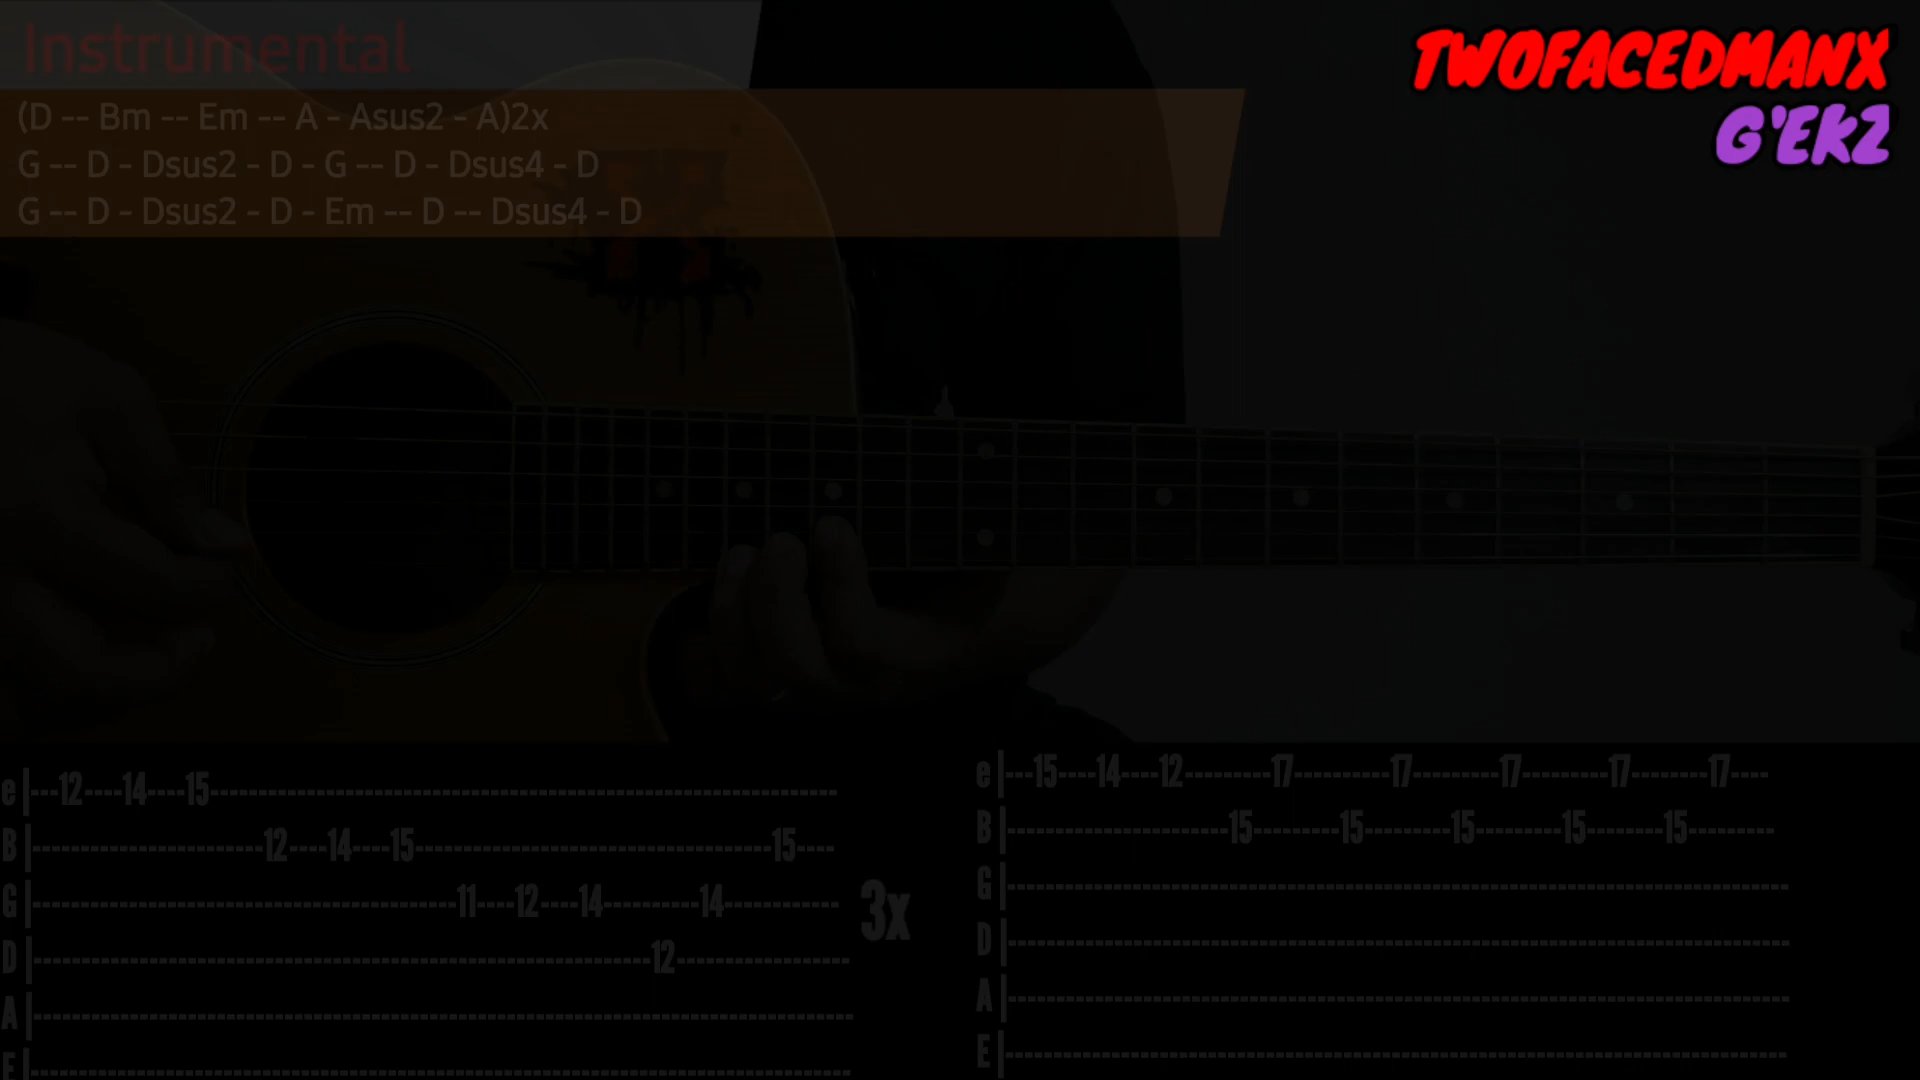 Instrumental
TWOFACEDMANX
G'EKZ
(D -- Bm -- Em -- A - Asus2 - A)2x
G -- D - Dsus2 - D - G -- D - Dsus4 - D
G -- D - Dsus2 - D - Em -- D -- Dsus4 - D
e|---12----14----15-----------------------------------------------
B|-------------------12----14----15---------------------------15----
G|-----------------------------------11----12----14--------14---------
D|----------------------------------------------------12--------------
A|--------------------------------------------------------------------
E|--------------------------------------------------------------------
3x
e|---15----14----12--------17---------17--------17--------17-------17----
B|----------------------15--------15--------15--------15-------15---------
G|------------------------------------------------------------------------
D|------------------------------------------------------------------------
A|------------------------------------------------------------------------
E|------------------------------------------------------------------------